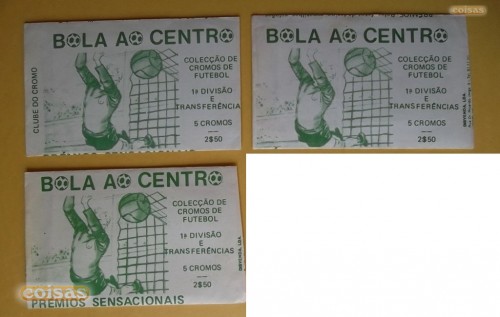 BOLA AO CENTRO
CLUBE DO CROMO
COLECÇÃO DE
CROMOS DE
FUTEBOL
1ª DIVISÃO
E
TRANSFERÊNCIAS
5 CROMOS
2$50
PRÉMIOS SENSACIONAIS
coisas
BOLA AO CENTRO
COLECÇÃO DE
CROMOS DE
FUTEBOL
1ª DIVISÃO
E
TRANSFERÊNCIAS
5 CROMOS
2$50
BOLA AO CENTRO
COLECÇÃO DE
CROMOS DE
FUTEBOL
1ª DIVISÃO
E
TRANSFERÊNCIAS
5 CROMOS
2$50
PREMIOS SENSACIONAIS
coisas